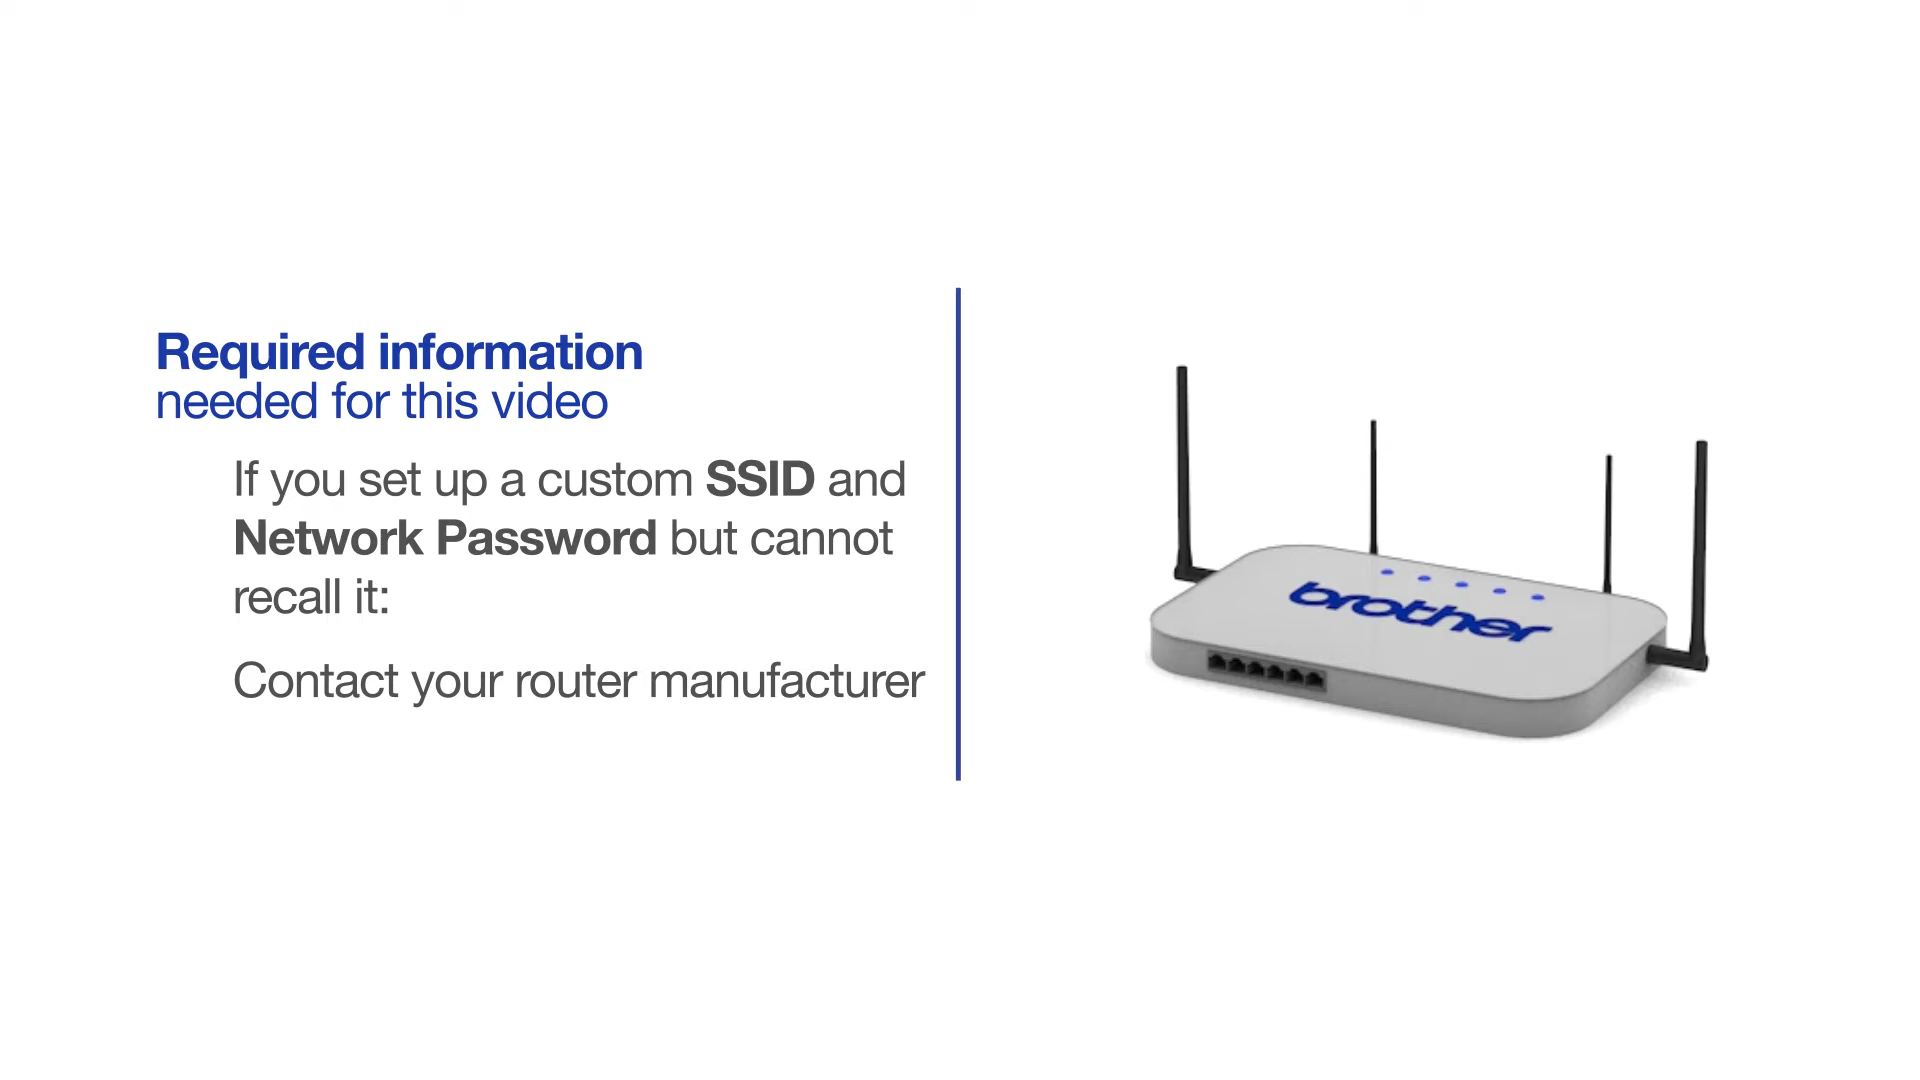 Required information
needed for this video
If you set up a custom SSID and
Network Password but cannot
recall it:
Contact your router manufacturer
brother